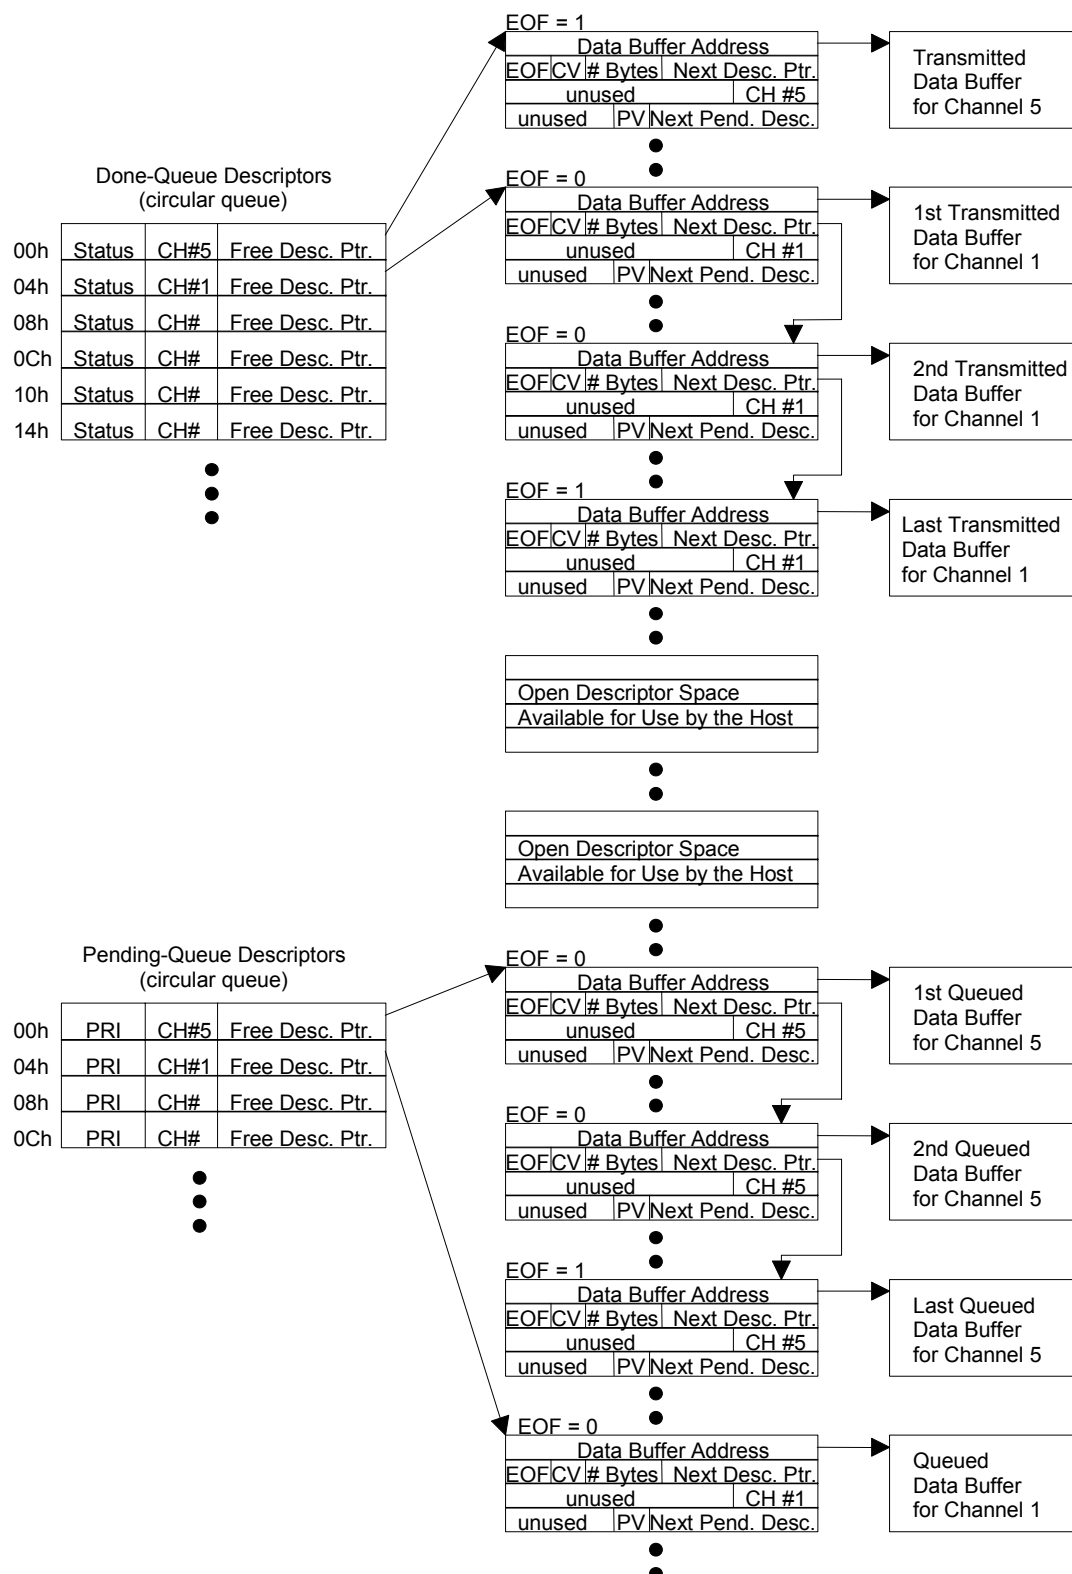 EOF = 1
Data Buffer Address
EOF CV # Bytes Next Desc. Ptr.
unused CH #5
unused PV Next Pend. Desc.
Transmitted
Data Buffer
for Channel 5
Done-Queue Descriptors
(circular queue)
00h Status CH#5 Free Desc. Ptr.
04h Status CH#1 Free Desc. Ptr.
08h Status CH# Free Desc. Ptr.
0Ch Status CH# Free Desc. Ptr.
10h Status CH# Free Desc. Ptr.
14h Status CH# Free Desc. Ptr.
EOF = 0
Data Buffer Address
EOF CV # Bytes Next Desc. Ptr.
unused CH #1
unused PV Next Pend. Desc.
1st Transmitted
Data Buffer
for Channel 1
EOF = 0
Data Buffer Address
EOF CV # Bytes Next Desc. Ptr.
unused CH #1
unused PV Next Pend. Desc.
2nd Transmitted
Data Buffer
for Channel 1
EOF = 1
Data Buffer Address
EOF CV # Bytes Next Desc. Ptr.
unused CH #1
unused PV Next Pend. Desc.
Last Transmitted
Data Buffer
for Channel 1
Open Descriptor Space
Available for Use by the Host
Open Descriptor Space
Available for Use by the Host
Pending-Queue Descriptors
(circular queue)
00h PRI CH#5 Free Desc. Ptr.
04h PRI CH#1 Free Desc. Ptr.
08h PRI CH# Free Desc. Ptr.
0Ch PRI CH# Free Desc. Ptr.
EOF = 0
Data Buffer Address
EOF CV # Bytes Next Desc. Ptr.
unused CH #5
unused PV Next Pend. Desc.
1st Queued
Data Buffer
for Channel 5
EOF = 0
Data Buffer Address
EOF CV # Bytes Next Desc. Ptr.
unused CH #5
unused PV Next Pend. Desc.
2nd Queued
Data Buffer
for Channel 5
EOF = 1
Data Buffer Address
EOF CV # Bytes Next Desc. Ptr.
unused CH #5
unused PV Next Pend. Desc.
Last Queued
Data Buffer
for Channel 5
EOF = 0
Data Buffer Address
EOF CV # Bytes Next Desc. Ptr.
unused CH #1
unused PV Next Pend. Desc.
Queued
Data Buffer
for Channel 1